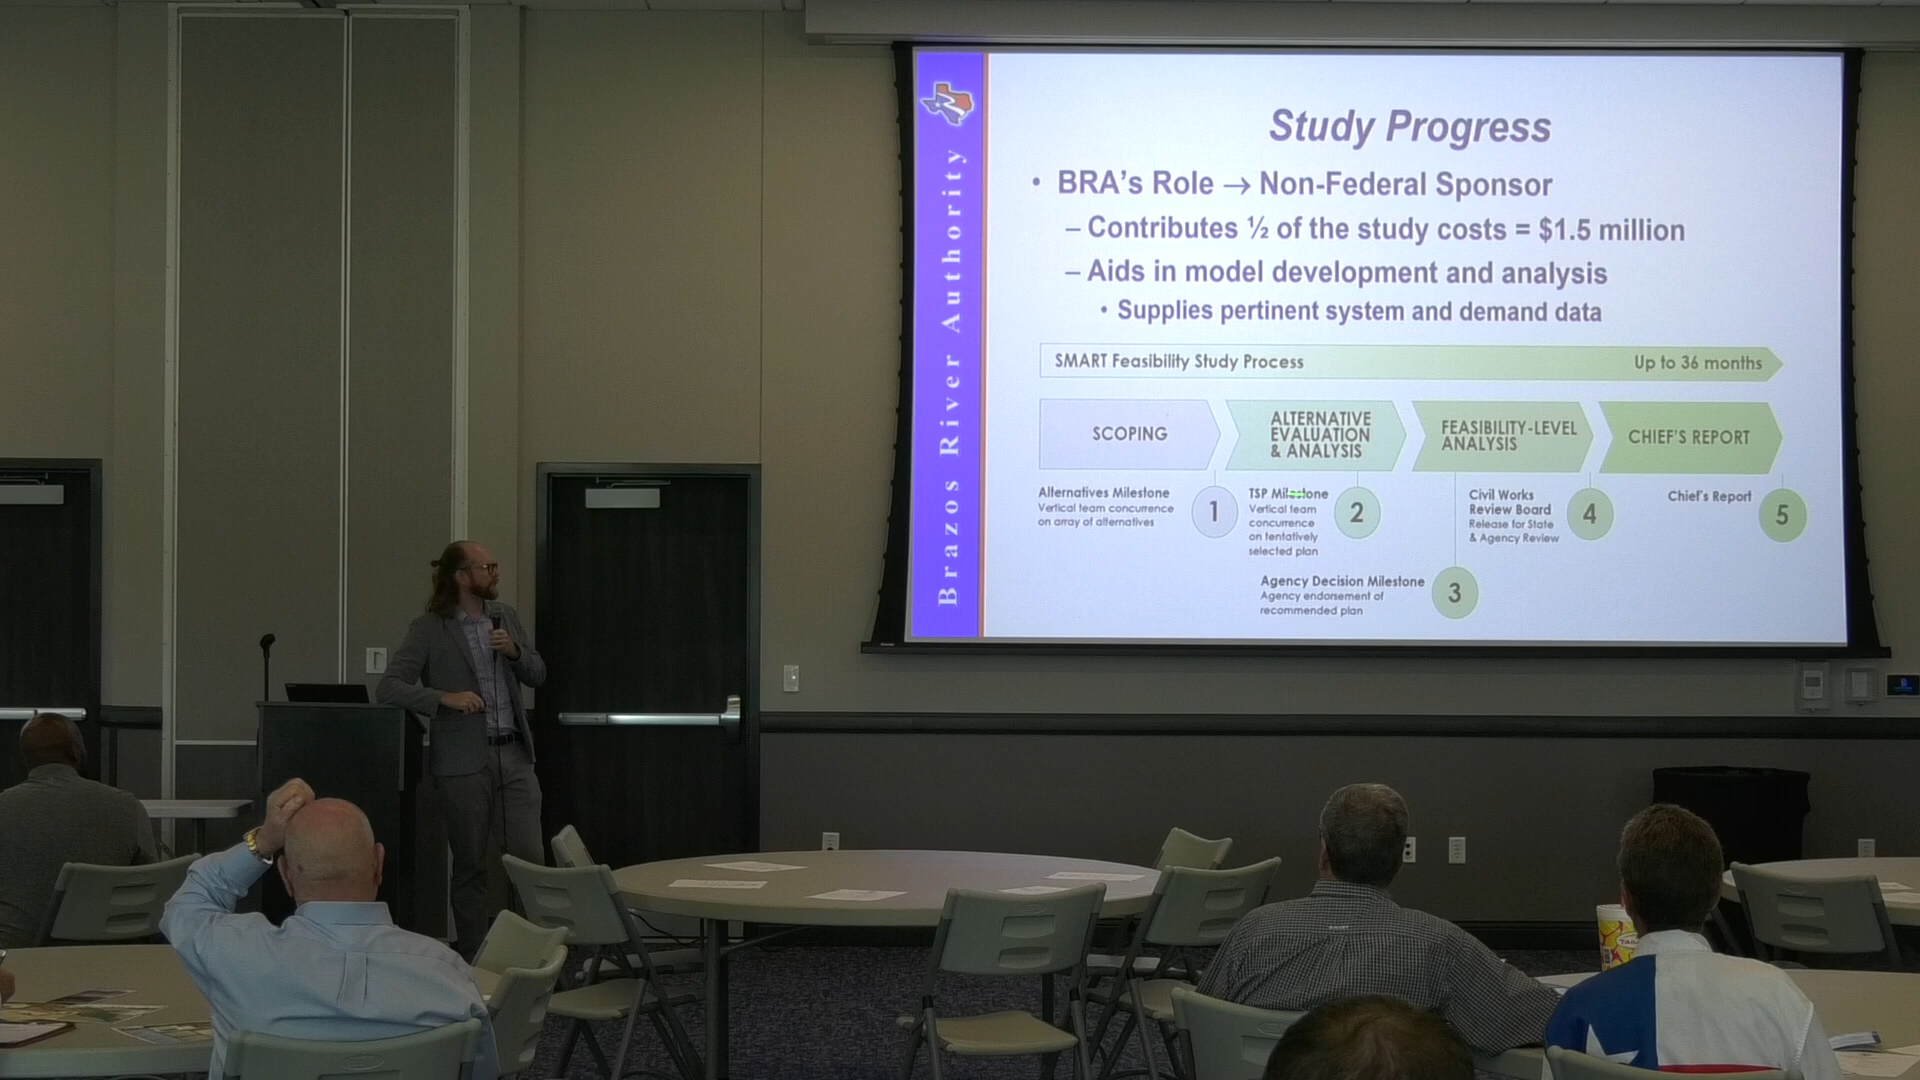 Study Progress
• BRA's Role → Non-Federal Sponsor
– Contributes ½ of the study costs = $1.5 million
– Aids in model development and analysis
• Supplies pertinent system and demand data
SMART Feasibility Study Process
Up to 36 months
SCOPING
ALTERNATIVE
EVALUATION
& ANALYSIS
FEASIBILITY-LEVEL
ANALYSIS
CHIEF'S REPORT
Alternatives Milestone
Vertical team concurrence
on array of alternatives
1
TSP Milestone
Vertical team
concurrence
on tentatively
selected plan
2
Agency Decision Milestone
Agency endorsement of
recommended plan
3
Civil Works
Review Board
Release for State
& Agency Review
4
Chief's Report
5
Brazos River Authority